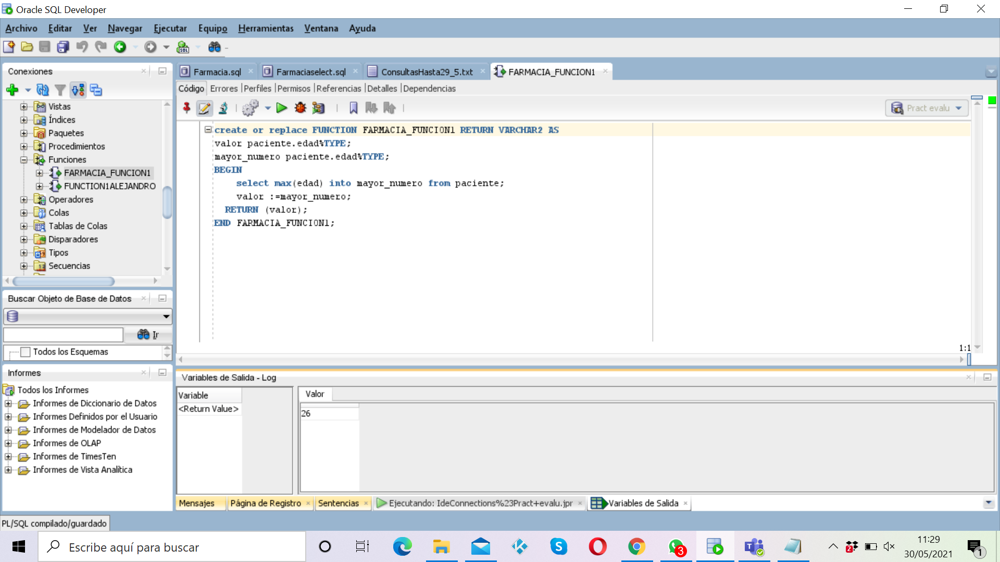 Oracle SQL Developer
Archivo Editar Ver Navegar Ejecutar Equipo Herramientas Ventana Ayuda
Conexiones
Vistas
Índices
Paquetes
Procedimientos
Funciones
FARMACIA_FUNCION1
FUNCTION1ALEJANDRO
Operadores
Colas
Tablas de Colas
Disparadores
Tipos
Secuencias
Buscar Objeto de Base de Datos
Ir
Todos los Esquemas
Informes
Todos los Informes
Informes de Diccionario de Datos
Informes Definidos por el Usuario
Informes de Modelador de Datos
Informes de OLAP
Informes de TimesTen
Informes de Vista Analítica
Farmacia.sql Farmaciaselect.sql ConsultasHasta29_5.txt FARMACIA_FUNCION1
Código Errores Perfiles Permisos Referencias Detalles Dependencias
Pract evalu
create or replace FUNCTION FARMACIA_FUNCION1 RETURN VARCHAR2 AS
valor paciente.edad%TYPE;
mayor_numero paciente.edad%TYPE;
BEGIN
select max(edad) into mayor_numero from paciente;
valor :=mayor_numero;
RETURN (valor);
END FARMACIA_FUNCION1;
1:1
Variables de Salida - Log
Variable
<Return Value>
Valor
26
Mensajes Página de Registro Sentencias Ejecutando: IdeConnections%23Pract+evalu.jpr Variables de Salida
PL/SQL compilado/guardado
Escribe aquí para buscar
3
2
11:29
30/05/2021
1